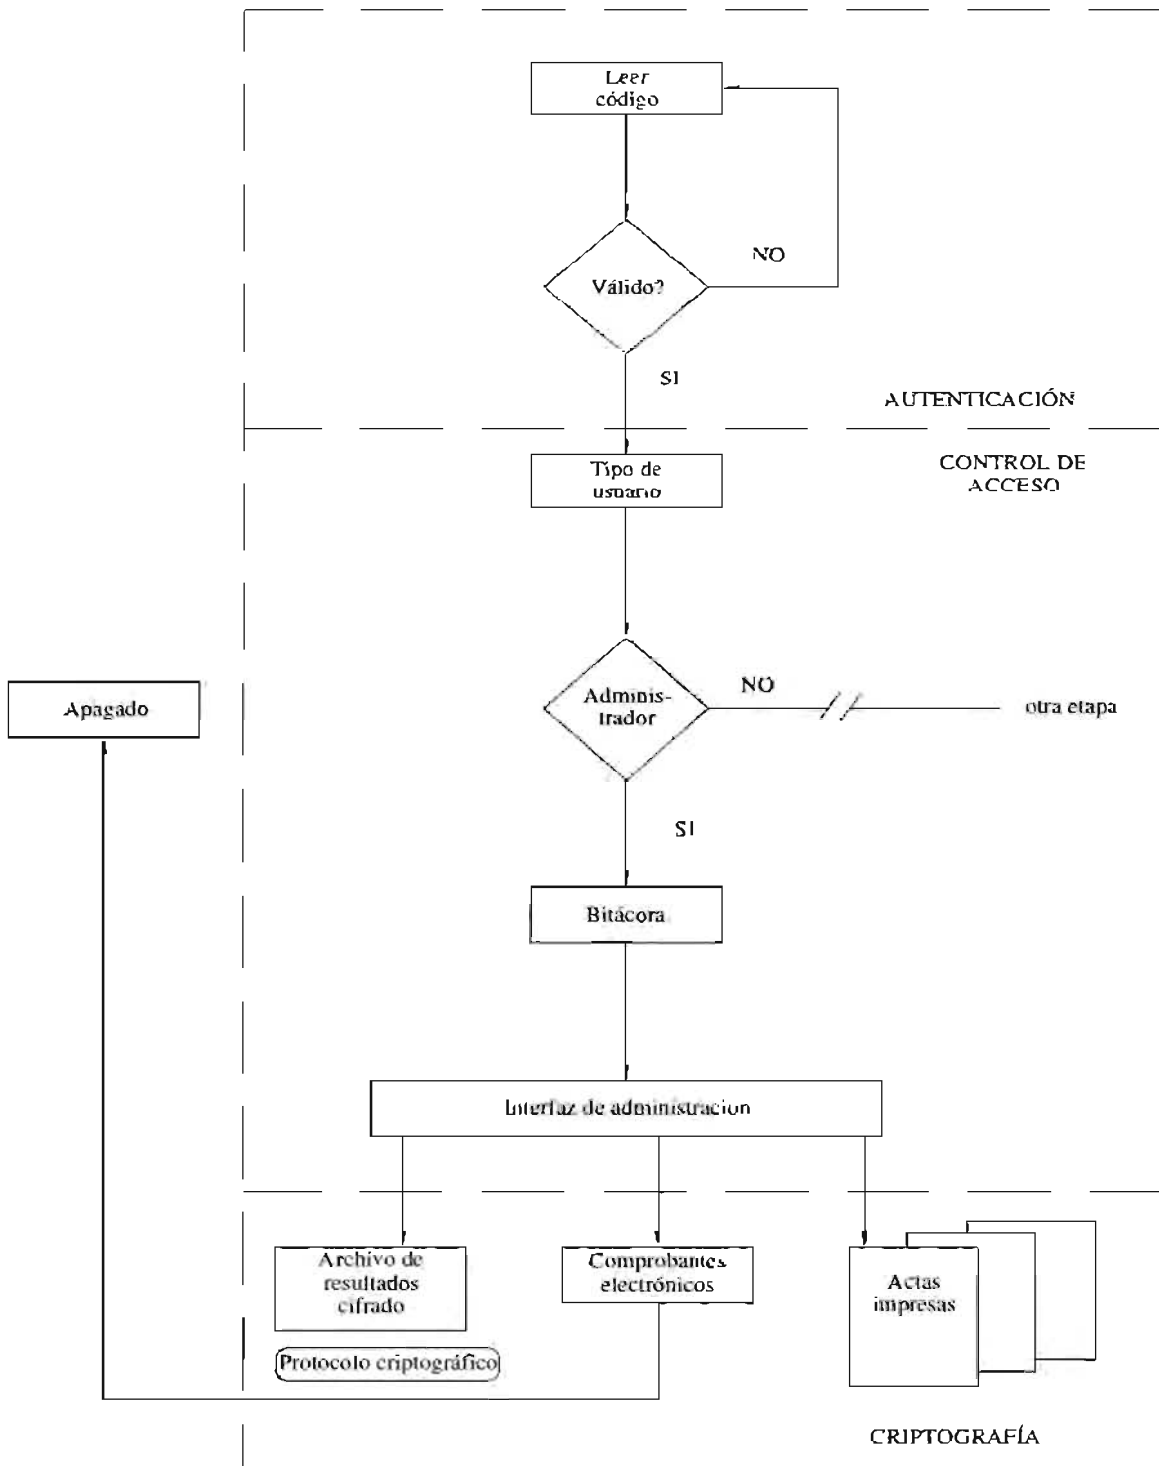 Leer
código
NO
Válido?
SI
AUTENTICACIÓN
Tipo de
usuario
CONTROL DE
ACCESO
Adminis-
trador
NO
otra etapa
Apagado
SI
Bitácora
Interfaz de administracion
Archivo de
resultados
cifrado
Comprobantes
electrónicos
Actas
impresas
Protocolo criptográfico
CRIPTOGRAFÍA